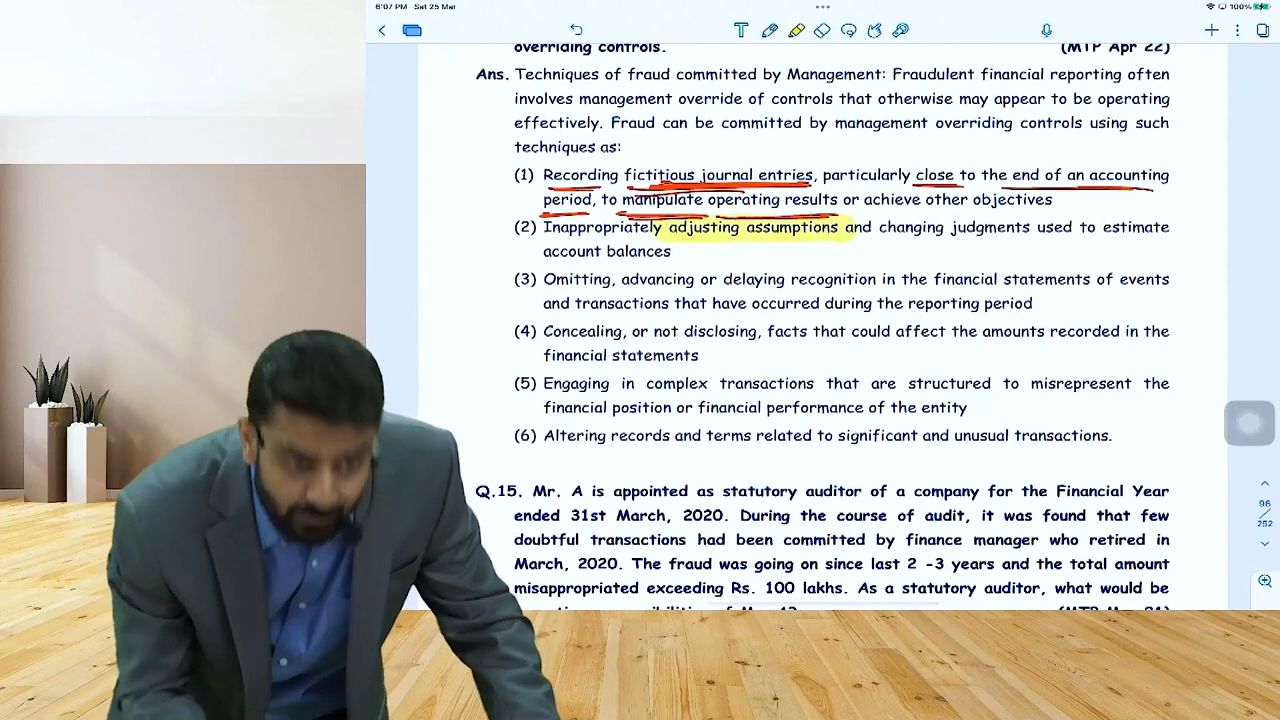 6:07 PM Sat 25 Mar
100%
overriding controls. (MTP Apr 22)
Ans. Techniques of fraud committed by Management: Fraudulent financial reporting often
involves management override of controls that otherwise may appear to be operating
effectively. Fraud can be committed by management overriding controls using such
techniques as:
(1) Recording fictitious journal entries, particularly close to the end of an accounting
period, to manipulate operating results or achieve other objectives
(2) Inappropriately adjusting assumptions and changing judgments used to estimate
account balances
(3) Omitting, advancing or delaying recognition in the financial statements of events
and transactions that have occurred during the reporting period
(4) Concealing, or not disclosing, facts that could affect the amounts recorded in the
financial statements
(5) Engaging in complex transactions that are structured to misrepresent the
financial position or financial performance of the entity
(6) Altering records and terms related to significant and unusual transactions.
96
252
Q.15. Mr. A is appointed as statutory auditor of a company for the Financial Year
ended 31st March, 2020. During the course of audit, it was found that few
doubtful transactions had been committed by finance manager who retired in
March, 2020. The fraud was going on since last 2 -3 years and the total amount
misappropriated exceeding Rs. 100 lakhs. As a statutory auditor, what would be